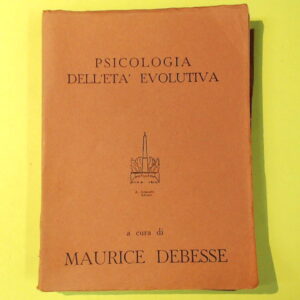 PSICOLOGIA
DELL'ETA' EVOLUTIVA
a cura di
MAURICE DEBESSE